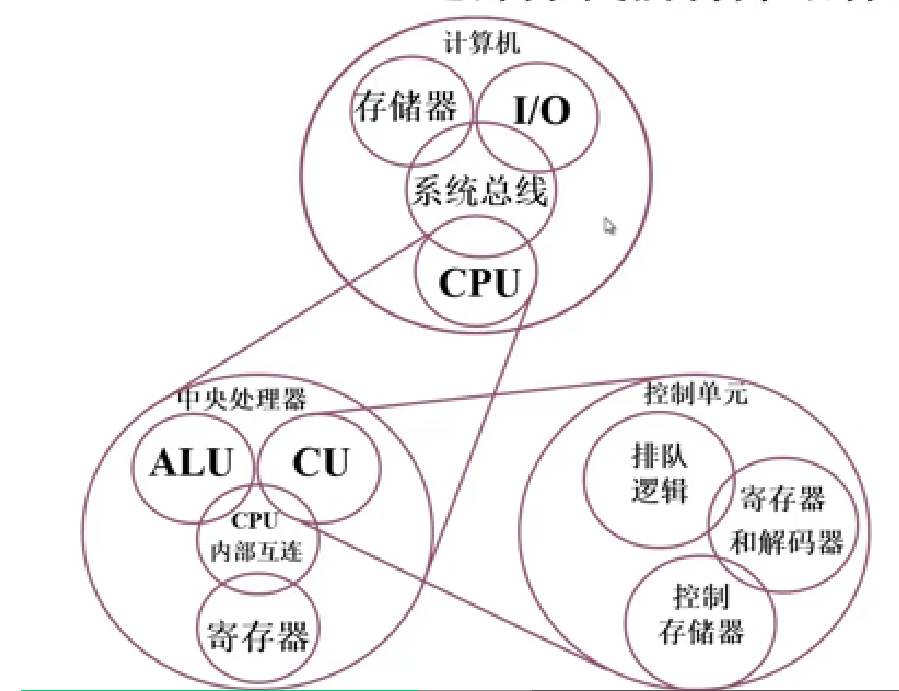 计算机
存储器
I/O
系统总线
CPU
中央处理器
ALU
CU
CPU
内部互连
寄存器
控制单元
排队
逻辑
寄存器
和解码器
控制
存储器